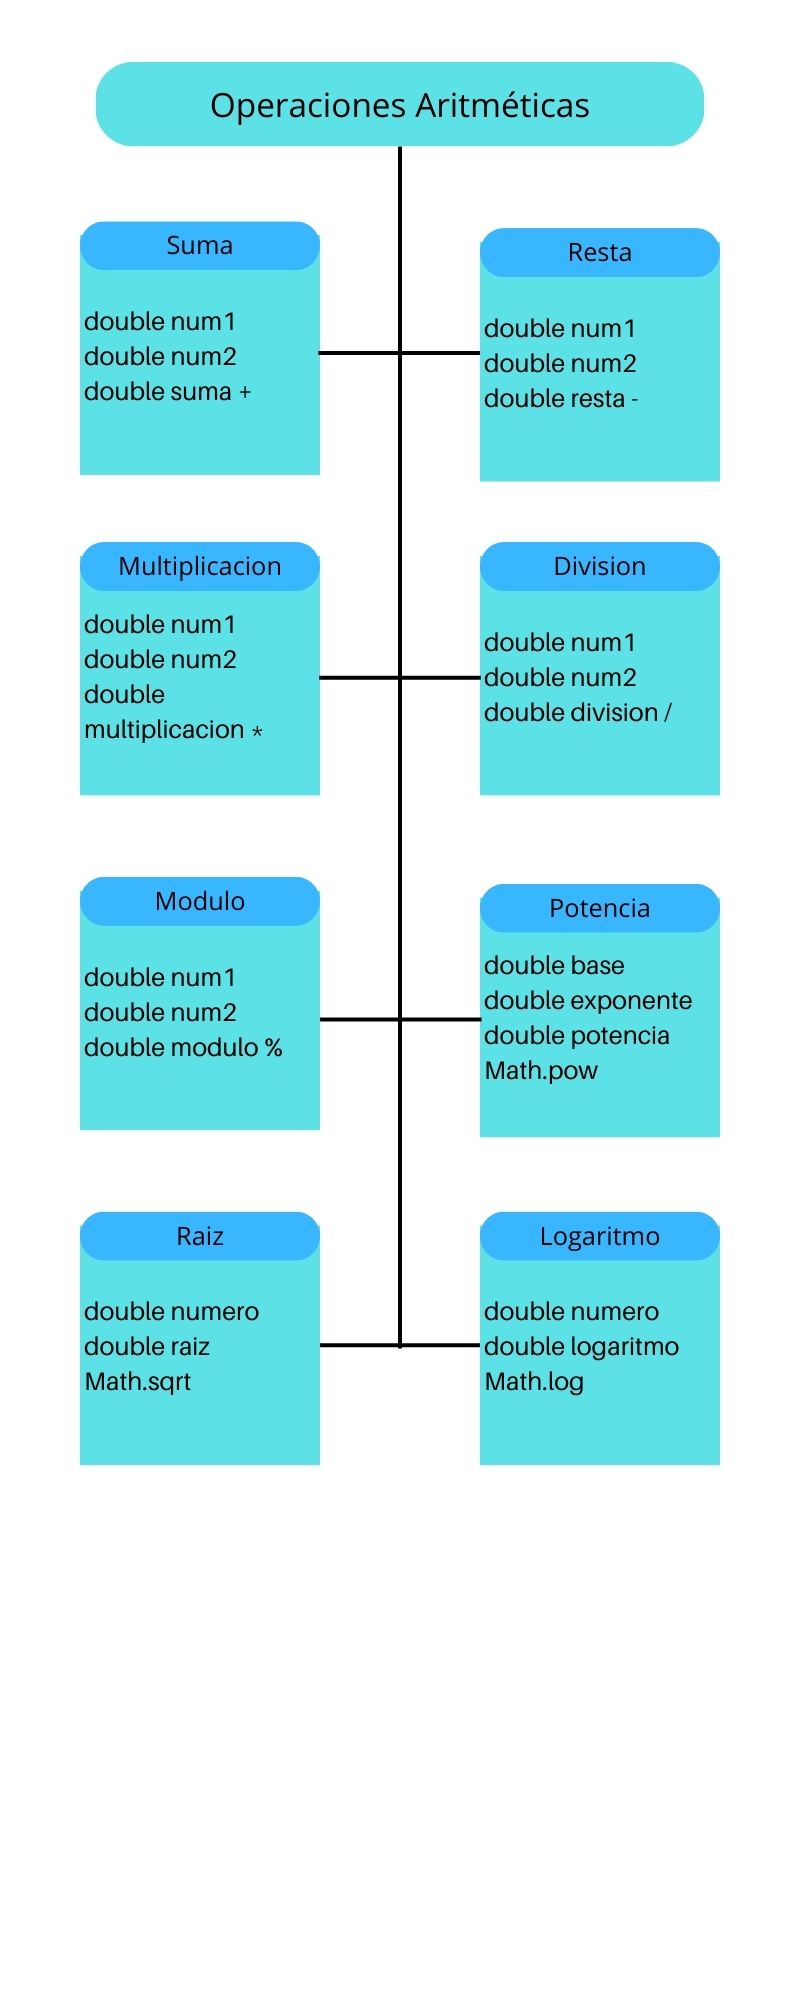 Operaciones Aritméticas
Suma
double num1
double num2
double suma +
Resta
double num1
double num2
double resta -
Multiplicacion
double num1
double num2
double
multiplicacion *
Division
double num1
double num2
double division /
Modulo
double num1
double num2
double modulo %
Potencia
double base
double exponente
double potencia
Math.pow
Raiz
double numero
double raiz
Math.sqrt
Logaritmo
double numero
double logaritmo
Math.log